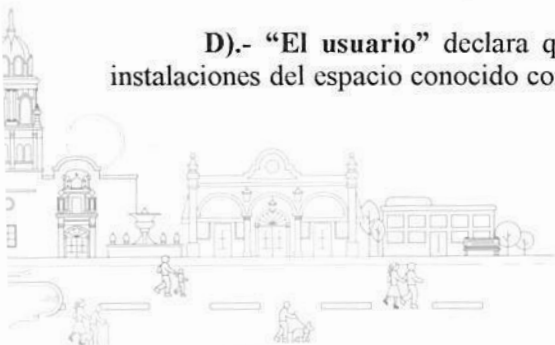 D).- “El usuario” declara q
instalaciones del espacio conocido co